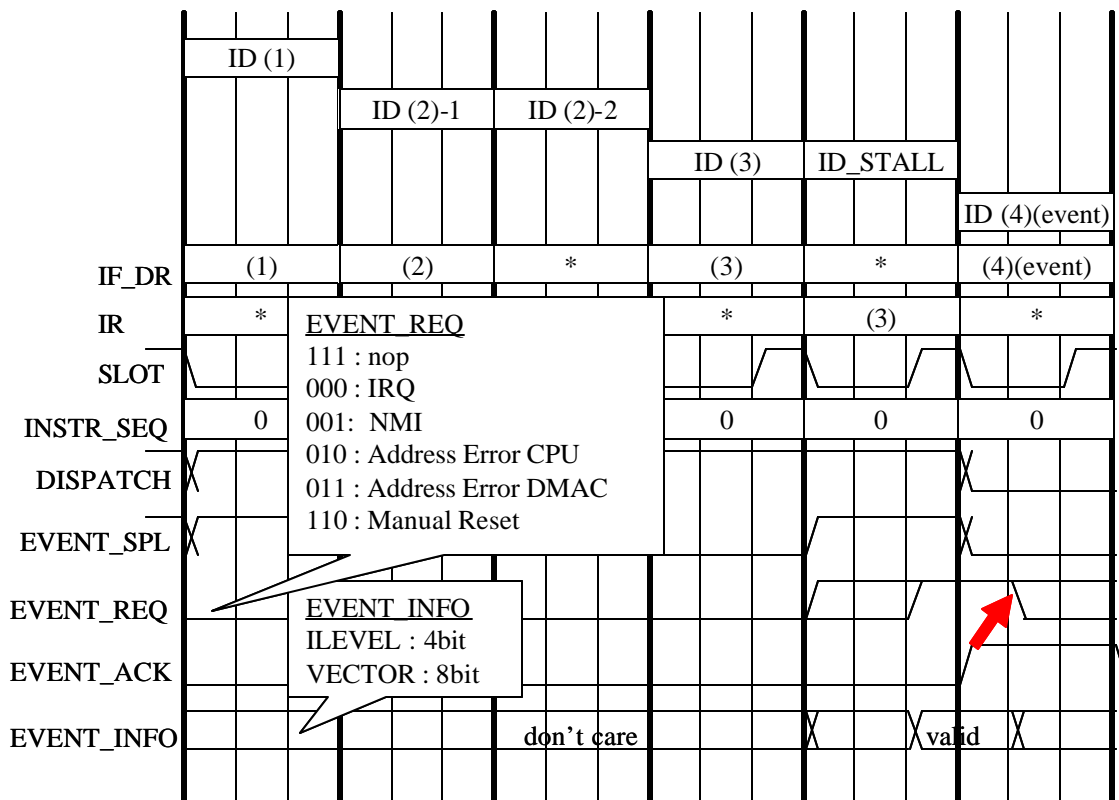 ID (1)
ID (2)-1 ID (2)-2
ID (3) ID_STALL
ID (4)(event)
IF_DR (1) (2) * (3) * (4)(event)
IR * * (3) *
SLOT
INSTR_SEQ 0 0 0 0
DISPATCH
EVENT_SPL
EVENT_REQ
EVENT_ACK
EVENT_INFO don't care valid
EVENT_REQ
111 : nop
000 : IRQ
001: NMI
010 : Address Error CPU
011 : Address Error DMAC
110 : Manual Reset
EVENT_INFO
ILEVEL : 4bit
VECTOR : 8bit